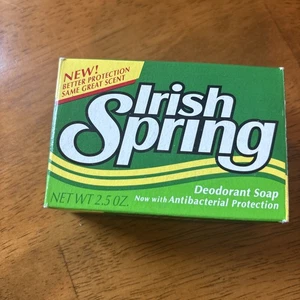 NEW!
BETTER PROTECTION
SAME GREAT SCENT
Irish
Spring
Deodorant Soap
NET WT 2.5 OZ. Now with Antibacterial Protection